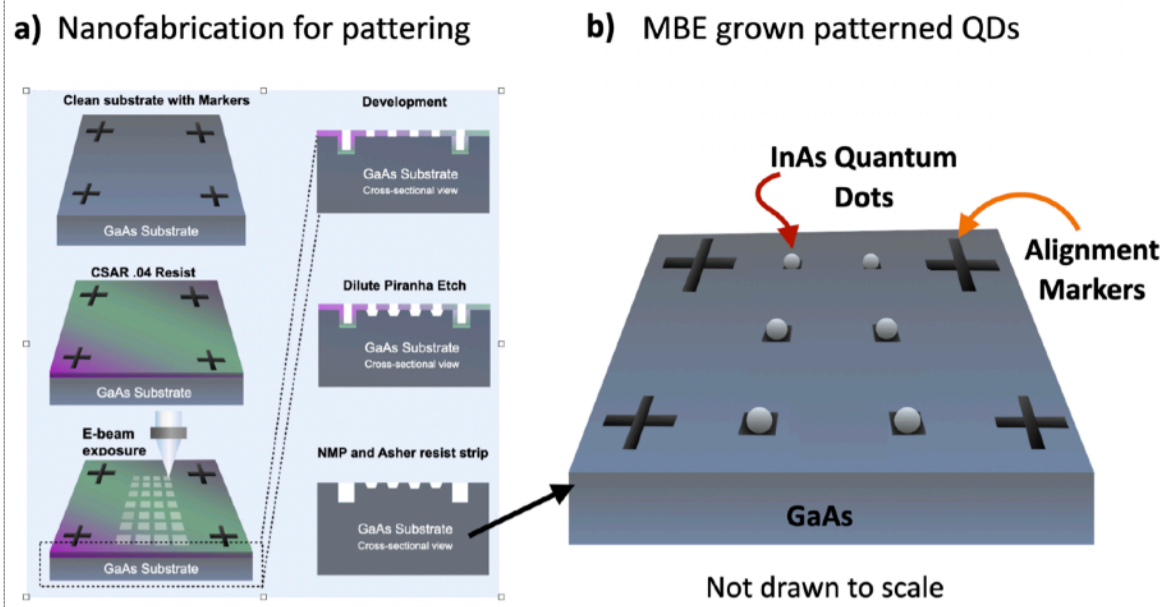 a) Nanofabrication for pattering
Clean substrate with Markers
GaAs Substrate
CSAR .04 Resist
GaAs Substrate
E-beam
exposure
GaAs Substrate
Development
GaAs Substrate
Cross-sectional view
Dilute Piranha Etch
GaAs Substrate
Cross-sectional view
NMP and Asher resist strip
GaAs Substrate
Cross-sectional view
b) MBE grown patterned QDs
InAs Quantum
Dots
Alignment
Markers
GaAs
Not drawn to scale